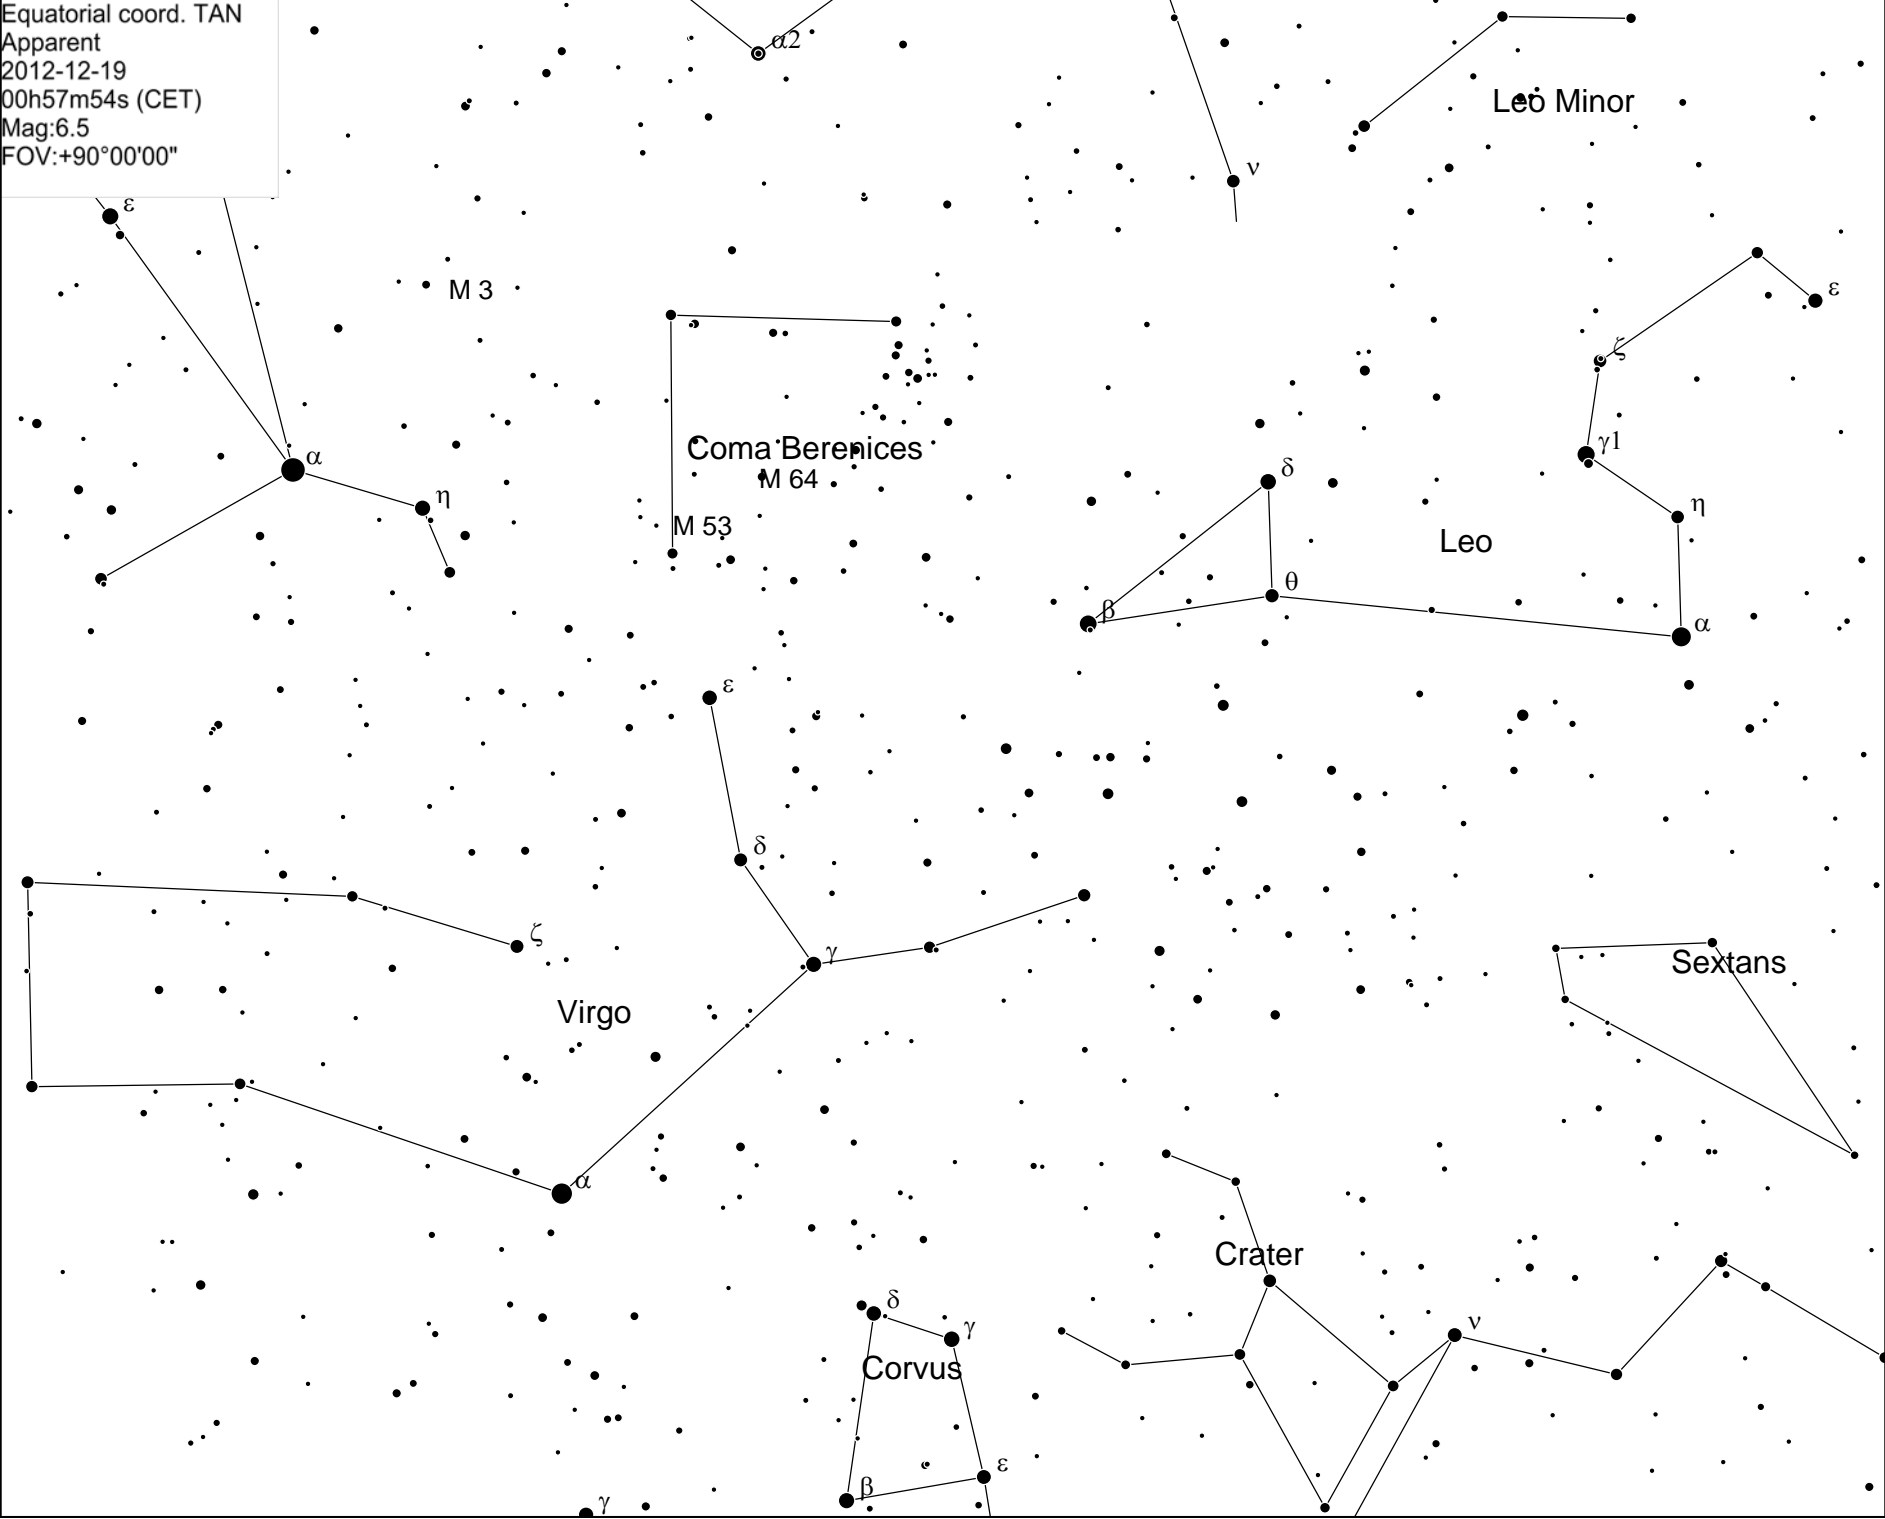 Equatorial coord. TAN
Apparent
2012-12-19
00h57m54s (CET)
Mag:6.5
FOV:+90°00'00"
α2
Leo Minor
ν
ε
M 3
ε
ζ
Coma Berenices
γ1
α
δ
M 64
η
η
M 53
Leo
θ
β
α
ε
δ
ζ
γ
Sextans
Virgo
α
Crater
δ
γ
ν
Corvus
ε
β
γ